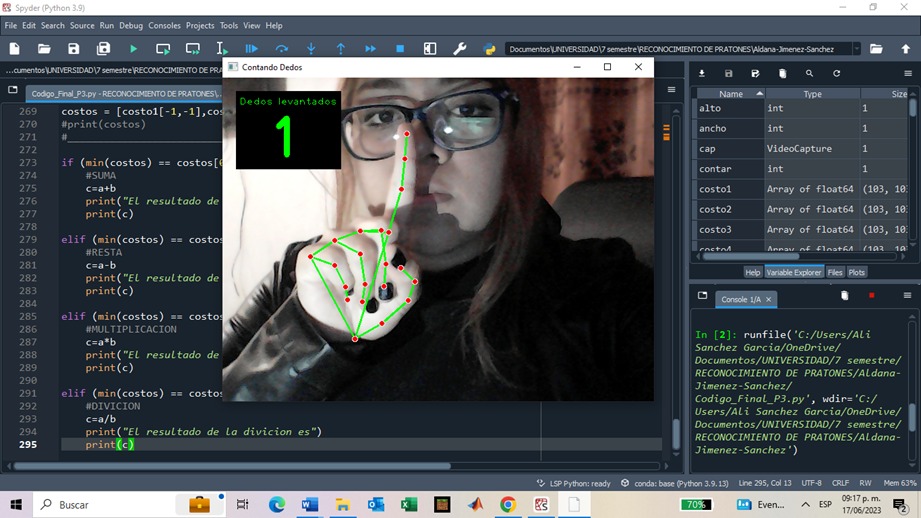 Spyder (Python 3.9)
File Edit Search Source Run Debug Consoles Projects Tools View Help
Documentos\UNIVERSIDAD\7 semestre\RECONOCIMIENTO DE PRATONES\Aldana-Jimenez-Sanchez
...cumentos\UNIVERSIDAD\7 semestre\RECONOCIMIENTO DE PRA
Codigo_Final_P3.py - RECONOCIMIENTO DE PRATONES\...
Contando Dedos
Dedos levantados
1
269 costos = [costo1[-1,-1],cos
270 #print(costos)
271 #
272
273 if (min(costos) == costos[0
274 #SUMA
275 c=a+b
276 print("El resultado de
277 print(c)
278
279 elif (min(costos) == costos
280 #RESTA
281 c=a-b
282 print("El resultado de
283 print(c)
284
285 elif (min(costos) == costos
286 #MULTIPLICACION
287 c=a*b
288 print("El resultado de
289 print(c)
290
291 elif (min(costos) == costos
292 #DIVICION
293 c=a/b
294 print("El resultado de la divicion es")
295 print(c)
Name Type Size
alto int 1
ancho int 1
cap VideoCapture 1
contar int 1
costo1 Array of float64 (103, 103
costo2 Array of float64 (103, 103
costo3 Array of float64 (103, 103
costo4 Array of float64 (103, 103
Help Variable Explorer Files Plots
Console 1/A
In [2]: runfile('C:/Users/Ali
Sanchez Garcia/OneDrive/
Documentos/UNIVERSIDAD/7 semestre/
RECONOCIMIENTO DE PRATONES/Aldana-
Jimenez-Sanchez/
Codigo_Final_P3.py', wdir='C:/
Users/Ali Sanchez Garcia/OneDrive/
Documentos/UNIVERSIDAD/7 semestre/
RECONOCIMIENTO DE PRATONES/Aldana-
Jimenez-Sanchez')
LSP Python: ready conda: base (Python 3.9.13) Line 295, Col 13 UTF-8 CRLF RW Mem 63%
Buscar
70% Even... ESP 09:17 p. m.
17/06/2023
2